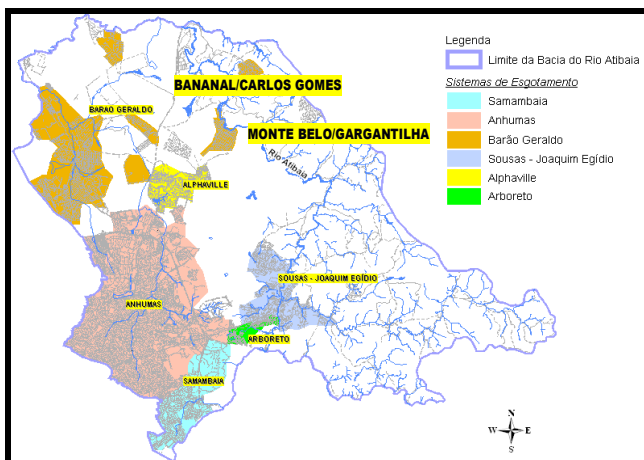 Legenda
Limite da Bacia do Rio Atibaia
Sistemas de Esgotamento
Samambaia
Anhumas
Barão Geraldo
Sousas - Joaquim Egídio
Alphaville
Arboreto
BANANAL/CARLOS GOMES
BARÃO GERALDO
MONTE BELO/GARGANTILHA
Rio Atibaia
ALPHAVILLE
SOUSAS - JOAQUIM EGÍDIO
ANHUMAS
ARBORETO
SAMAMBAIA
N
W E
S